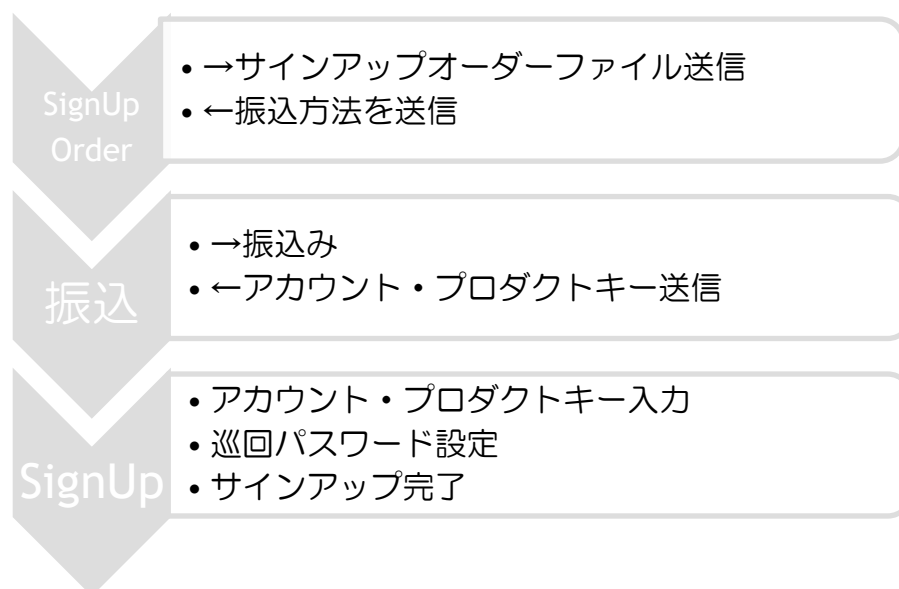 SignUp
Order
• →サインアップオーダーファイル送信
• ←振込方法を送信
振込
• →振込み
• ←アカウント・プロダクトキー送信
SignUp
• アカウント・プロダクトキー入力
• 巡回パスワード設定
• サインアップ完了